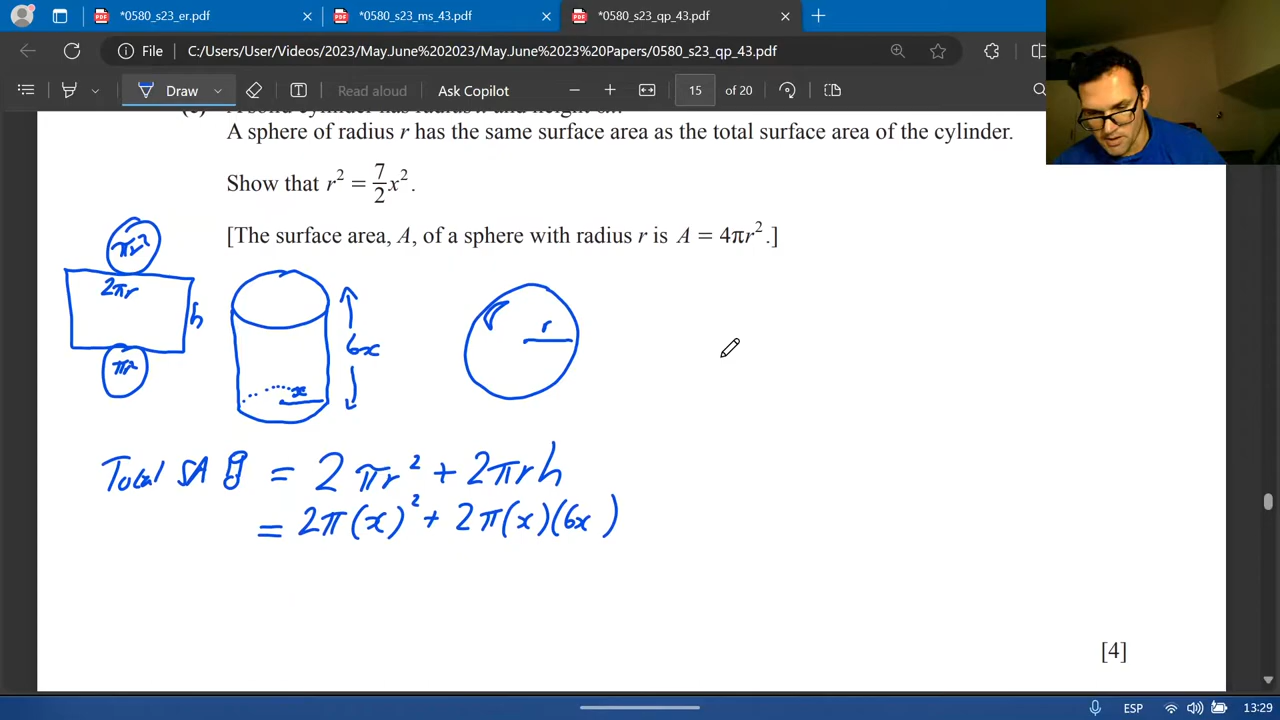 *0580_s23_er.pdf
*0580_s23_ms_43.pdf
*0580_s23_qp_43.pdf
File C:/Users/User/Videos/2023/May.June%202023/May.June%2023%20Papers/0580_s23_qp_43.pdf
Draw
Read aloud
Ask Copilot
15 of 20
A sphere of radius r has the same surface area as the total surface area of the cylinder.
Show that r² = 7/2 x².
[The surface area, A, of a sphere with radius r is A = 4πr².]
πr²
2πr
h
πr²
6x
x
r
Total SA = 2πr² + 2πrh
= 2π(x)² + 2π(x)(6x)
[4]
ESP
13:29